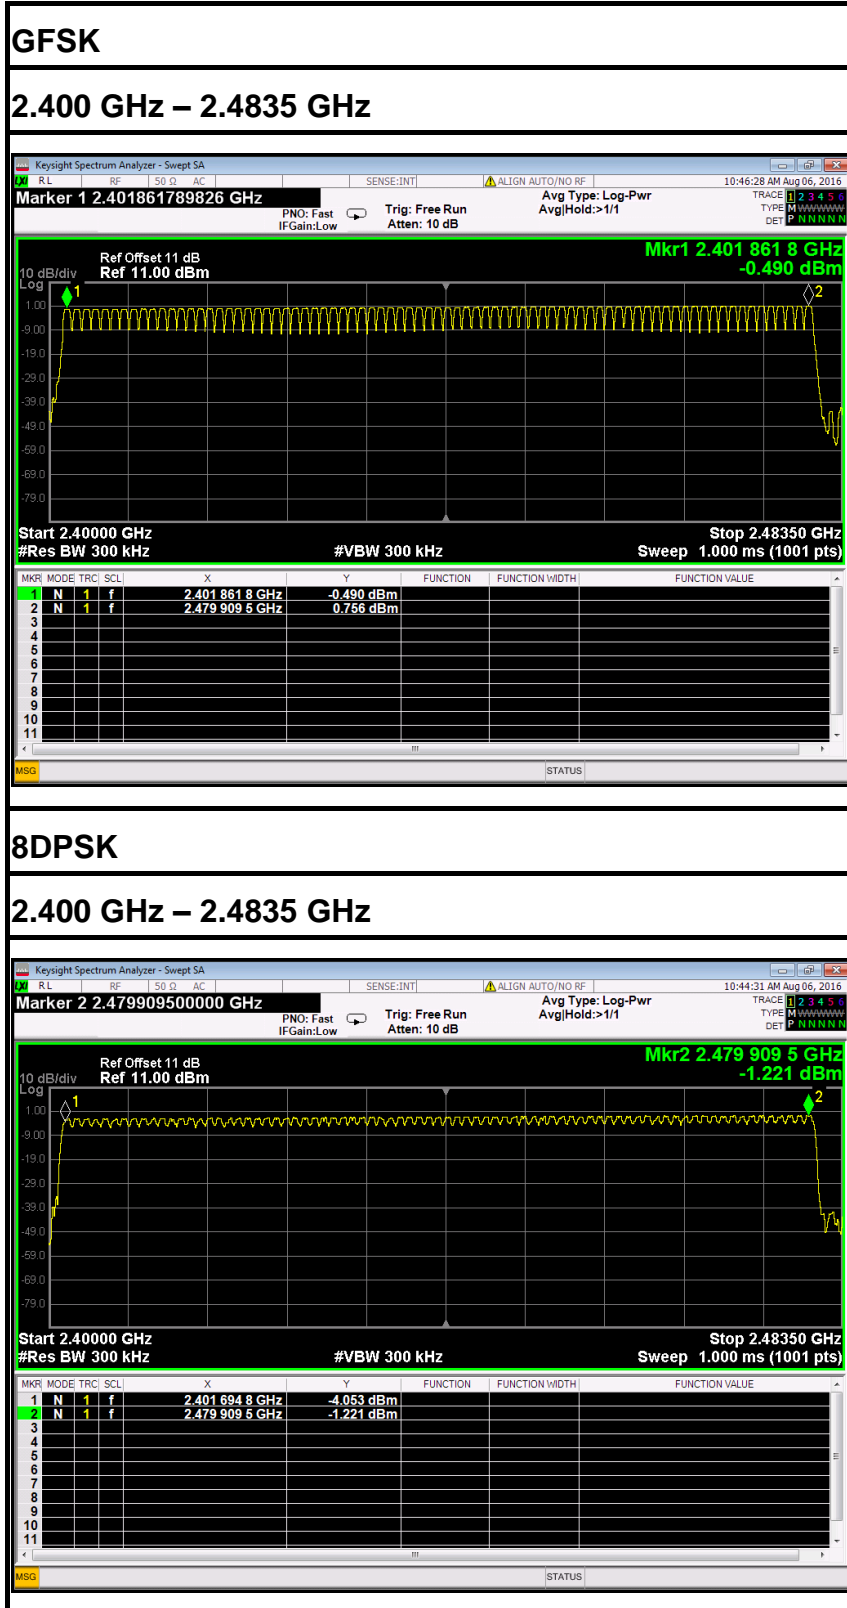 GFSK
2.400 GHz – 2.4835 GHz
Keysight Spectrum Analyzer - Swept SA
RL RF 50 Ω AC SENSE:INT ALIGN AUTO/NO RF 10:46:28 AM Aug 06, 2016
Marker 1 2.401861789826 GHz
PNO: Fast
IFGain:Low
Trig: Free Run
Atten: 10 dB
Avg Type: Log-Pwr
Avg|Hold:>1/1
TRACE 1 2 3 4 5 6
TYPE M WWWWW
DET P N N N N N
Mkr1 2.401 861 8 GHz
-0.490 dBm
Ref Offset 11 dB
10 dB/div Ref 11.00 dBm
Log
1 2
1.00
-9.00
-19.0
-29.0
-39.0
-49.0
-59.0
-69.0
-79.0
Start 2.40000 GHz Stop 2.48350 GHz
#Res BW 300 kHz #VBW 300 kHz Sweep 1.000 ms (1001 pts)
MKR MODE TRC SCL X Y FUNCTION FUNCTION WIDTH FUNCTION VALUE
1 N 1 f 2.401 861 8 GHz -0.490 dBm
2 N 1 f 2.479 909 5 GHz 0.756 dBm
3
4
5
6
7
8
9
10
11
MSG STATUS
8DPSK
2.400 GHz – 2.4835 GHz
Keysight Spectrum Analyzer - Swept SA
RL RF 50 Ω AC SENSE:INT ALIGN AUTO/NO RF 10:44:31 AM Aug 06, 2016
Marker 2 2.479909500000 GHz
PNO: Fast
IFGain:Low
Trig: Free Run
Atten: 10 dB
Avg Type: Log-Pwr
Avg|Hold:>1/1
TRACE 1 2 3 4 5 6
TYPE M WWWWW
DET P N N N N N
Mkr2 2.479 909 5 GHz
-1.221 dBm
Ref Offset 11 dB
10 dB/div Ref 11.00 dBm
Log
1 2
1.00
-9.00
-19.0
-29.0
-39.0
-49.0
-59.0
-69.0
-79.0
Start 2.40000 GHz Stop 2.48350 GHz
#Res BW 300 kHz #VBW 300 kHz Sweep 1.000 ms (1001 pts)
MKR MODE TRC SCL X Y FUNCTION FUNCTION WIDTH FUNCTION VALUE
1 N 1 f 2.401 694 8 GHz -4.053 dBm
2 N 1 f 2.479 909 5 GHz -1.221 dBm
3
4
5
6
7
8
9
10
11
MSG STATUS